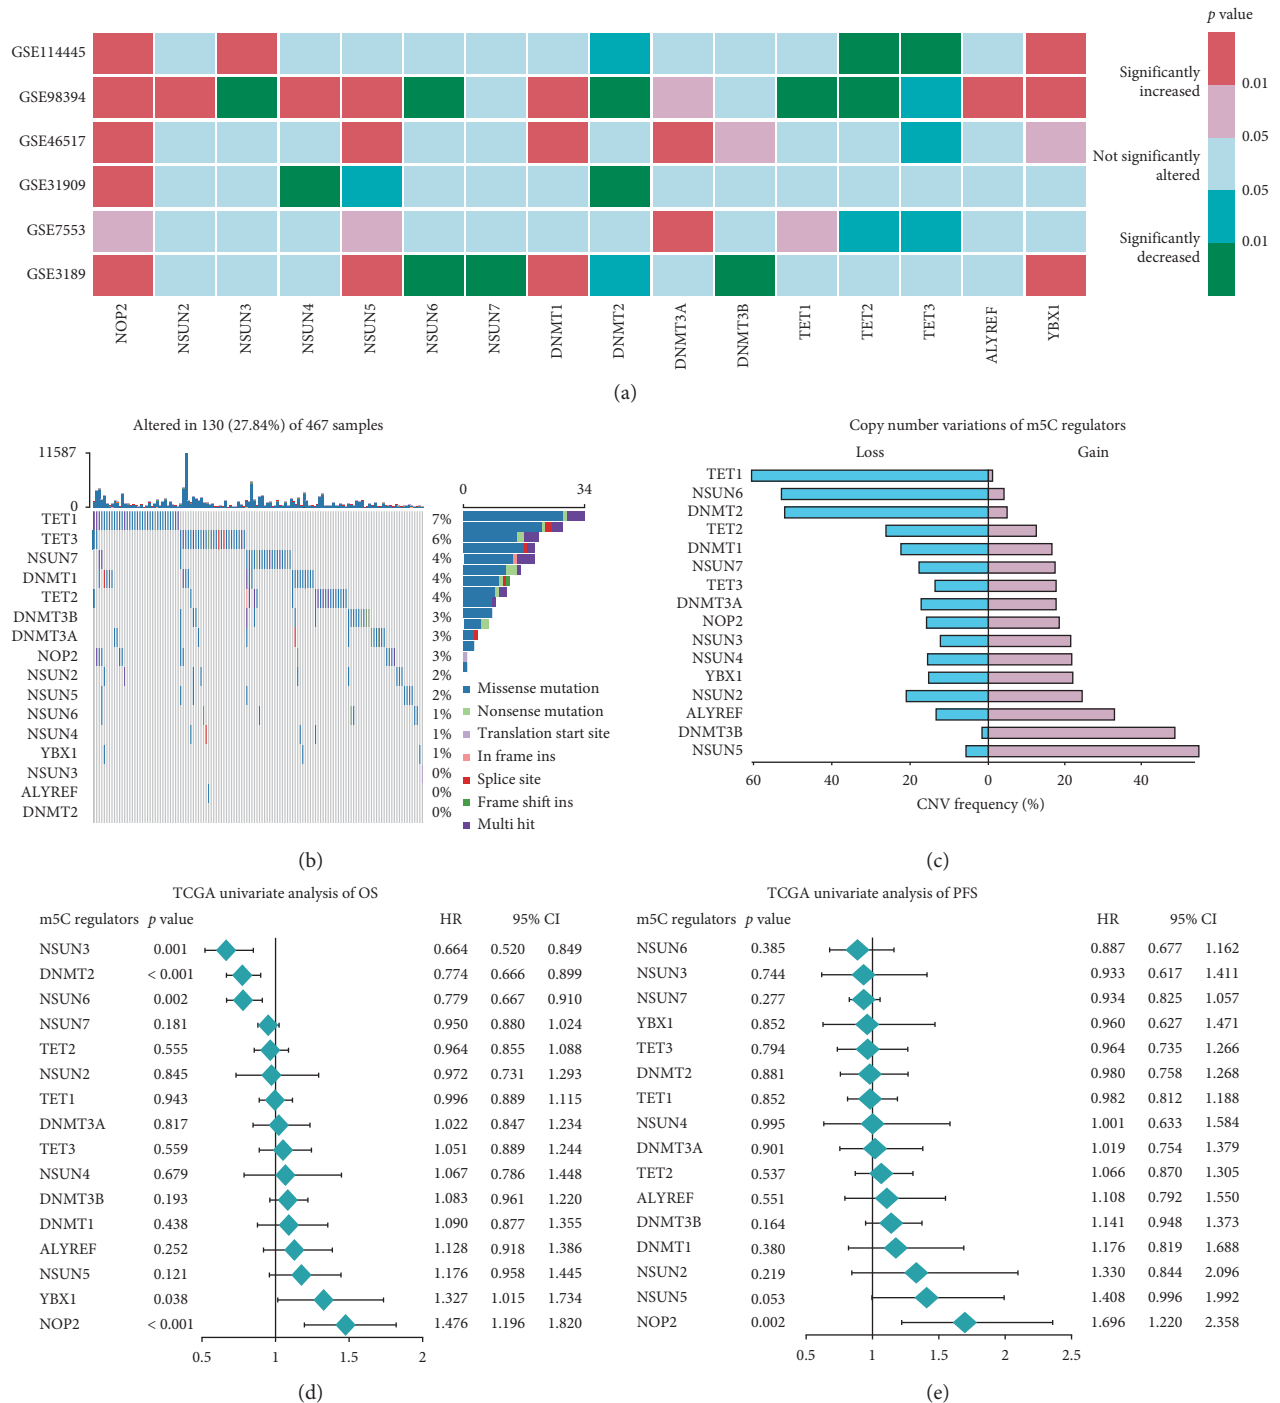 p value
GSE114445
GSE98394
GSE46517
GSE31909
GSE7553
GSE3189
NOP2
NSUN2
NSUN3
NSUN4
NSUN5
NSUN6
NSUN7
DNMT1
DNMT2
DNMT3A
DNMT3B
TET1
TET2
TET3
ALYREF
YBX1
Significantly
increased
Not significantly
altered
Significantly
decreased
0.01
0.05
0.05
0.01
(a)
Altered in 130 (27.84%) of 467 samples
11587
0
0 34
TET1 7%
TET3 6%
NSUN7 4%
DNMT1 4%
TET2 4%
DNMT3B 3%
DNMT3A 3%
NOP2 3%
NSUN2 2%
NSUN5 2%
NSUN6 1%
NSUN4 1%
YBX1 1%
NSUN3 0%
ALYREF 0%
DNMT2 0%
Missense mutation
Nonsense mutation
Translation start site
In frame ins
Splice site
Frame shift ins
Multi hit
(b)
Copy number variations of m5C regulators
Loss Gain
TET1
NSUN6
DNMT2
TET2
DNMT1
NSUN7
TET3
DNMT3A
NOP2
NSUN3
NSUN4
YBX1
NSUN2
ALYREF
DNMT3B
NSUN5
60 40 20 0 20 40
CNV frequency (%)
(c)
TCGA univariate analysis of OS
m5C regulators p value HR 95% CI
NSUN3 0.001 0.664 0.520 0.849
DNMT2 < 0.001 0.774 0.666 0.899
NSUN6 0.002 0.779 0.667 0.910
NSUN7 0.181 0.950 0.880 1.024
TET2 0.555 0.964 0.855 1.088
NSUN2 0.845 0.972 0.731 1.293
TET1 0.943 0.996 0.889 1.115
DNMT3A 0.817 1.022 0.847 1.234
TET3 0.559 1.051 0.889 1.244
NSUN4 0.679 1.067 0.786 1.448
DNMT3B 0.193 1.083 0.961 1.220
DNMT1 0.438 1.090 0.877 1.355
ALYREF 0.252 1.128 0.918 1.386
NSUN5 0.121 1.176 0.958 1.445
YBX1 0.038 1.327 1.015 1.734
NOP2 < 0.001 1.476 1.196 1.820
0.5 1 1.5 2
(d)
TCGA univariate analysis of PFS
m5C regulators p value HR 95% CI
NSUN6 0.385 0.887 0.677 1.162
NSUN3 0.744 0.933 0.617 1.411
NSUN7 0.277 0.934 0.825 1.057
YBX1 0.852 0.960 0.627 1.471
TET3 0.794 0.964 0.735 1.266
DNMT2 0.881 0.980 0.758 1.268
TET1 0.852 0.982 0.812 1.188
NSUN4 0.995 1.001 0.633 1.584
DNMT3A 0.901 1.019 0.754 1.379
TET2 0.537 1.066 0.870 1.305
ALYREF 0.551 1.108 0.792 1.550
DNMT3B 0.164 1.141 0.948 1.373
DNMT1 0.380 1.176 0.819 1.688
NSUN2 0.219 1.330 0.844 2.096
NSUN5 0.053 1.408 0.996 1.992
NOP2 0.002 1.696 1.220 2.358
0.5 1 1.5 2 2.5
(e)